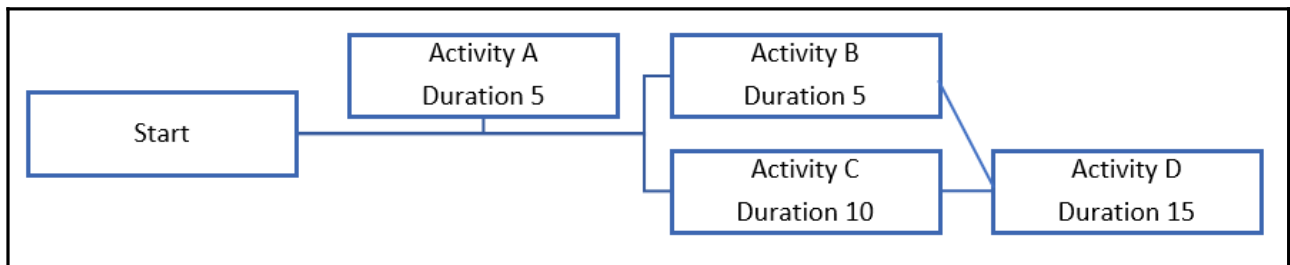 Start
Activity A
Duration 5
Activity B
Duration 5
Activity C
Duration 10
Activity D
Duration 15